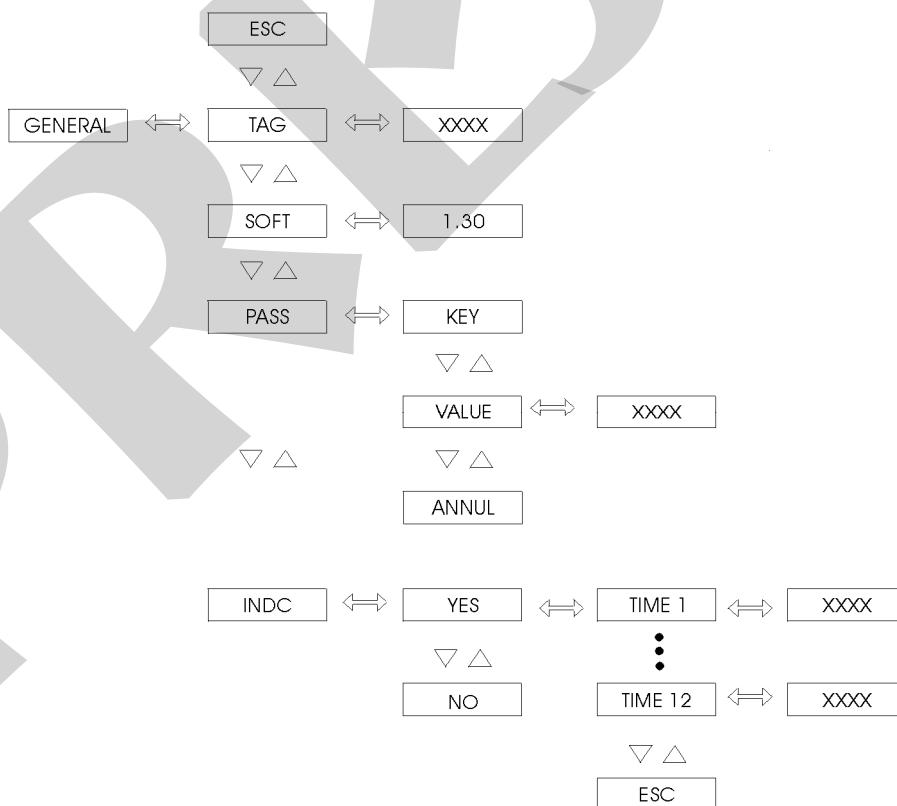 ESC
GENERAL TAG XXXX
SOFT 1.30
PASS KEY
VALUE XXXX
ANNUL
INDC YES TIME 1 XXXX
NO TIME 12 XXXX
ESC